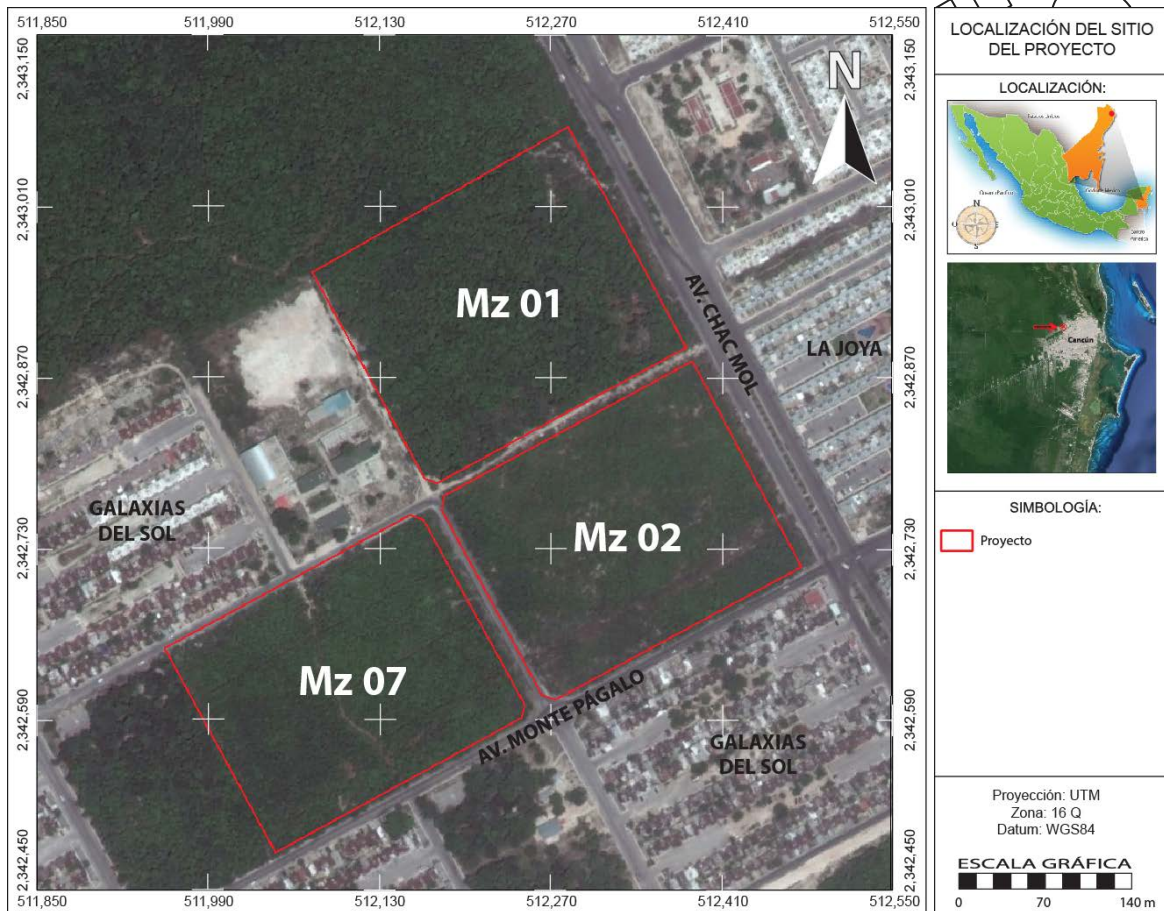 511,850
511,990
512,130
512,270
512,410
512,550
2,343,150
2,343,010
2,342,870
2,342,730
2,342,590
2,342,450
2,343,150
2,343,010
2,342,870
2,342,730
2,342,590
2,342,450
N
Mz 01
AV. CHAC MOL
LA JOYA
Mz 02
GALAXIAS
DEL SOL
Mz 07
AV. MONTE PÁGALO
GALAXIAS
DEL SOL
511,850
511,990
512,130
512,270
512,410
512,550
LOCALIZACIÓN DEL SITIO
DEL PROYECTO
LOCALIZACIÓN:
N
S
Cancún
SIMBOLOGÍA:
Proyecto
Proyección: UTM
Zona: 16 Q
Datum: WGS84
ESCALA GRÁFICA
0 70 140 m